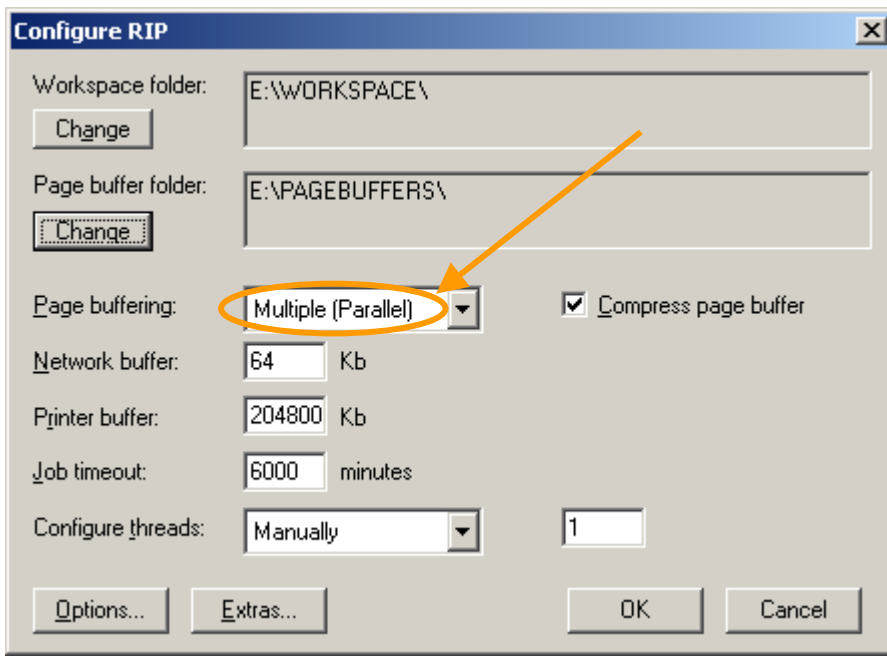 Configure RIP
Workspace folder:
E:\WORKSPACE\
Change
Page buffer folder:
E:\PAGEBUFFERS\
Change
Page buffering: Multiple (Parallel) Compress page buffer
Network buffer: 64 Kb
Printer buffer: 204800 Kb
Job timeout: 6000 minutes
Configure threads: Manually 1
Options... Extras... OK Cancel